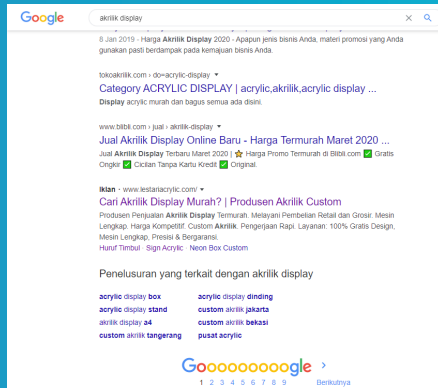 Google
akrilik display
8 Jan 2019 - Harga Akrilik Display 2020 - Apapun jenis bisnis Anda, materi promosi yang Anda
gunakan pasti berdampak pada kemajuan bisnis Anda.
tokoakrilik.com › do=acrylic-display
Category ACRYLIC DISPLAY | acrylic,akrilik,acrylic display ...
Display acrylic murah dan bagus semua ada disini.
www.blibli.com › jual › akrilik-display
Jual Akrilik Display Online Baru - Harga Termurah Maret 2020 ...
Jual Akrilik Display Terbaru Maret 2020 | ⭐ Harga Promo Termurah di Blibli.com ✅ Gratis
Ongkir ✅ Cicilan Tanpa Kartu Kredit ✅ Original.
Iklan · www.lestariacrylic.com/
Cari Akrilik Display Murah? | Produsen Akrilik Custom
Produsen Penjualan Akrilik Display Termurah. Melayani Pembelian Retail dan Grosir. Mesin
Lengkap. Harga Kompetitif. Custom Akrilik. Pengerjaan Rapi. Layanan: 100% Gratis Design,
Mesin Lengkap, Presisi & Bergaransi.
Huruf Timbul · Sign Acrylic · Neon Box Custom
Penelusuran yang terkait dengan akrilik display
acrylic display box acrylic display dinding
acrylic display stand custom akrilik jakarta
akrilik display a4 custom akrilik bekasi
custom akrilik tangerang pusat acrylic
Gooooooooogle >
1 2 3 4 5 6 7 8 9 Berikutnya